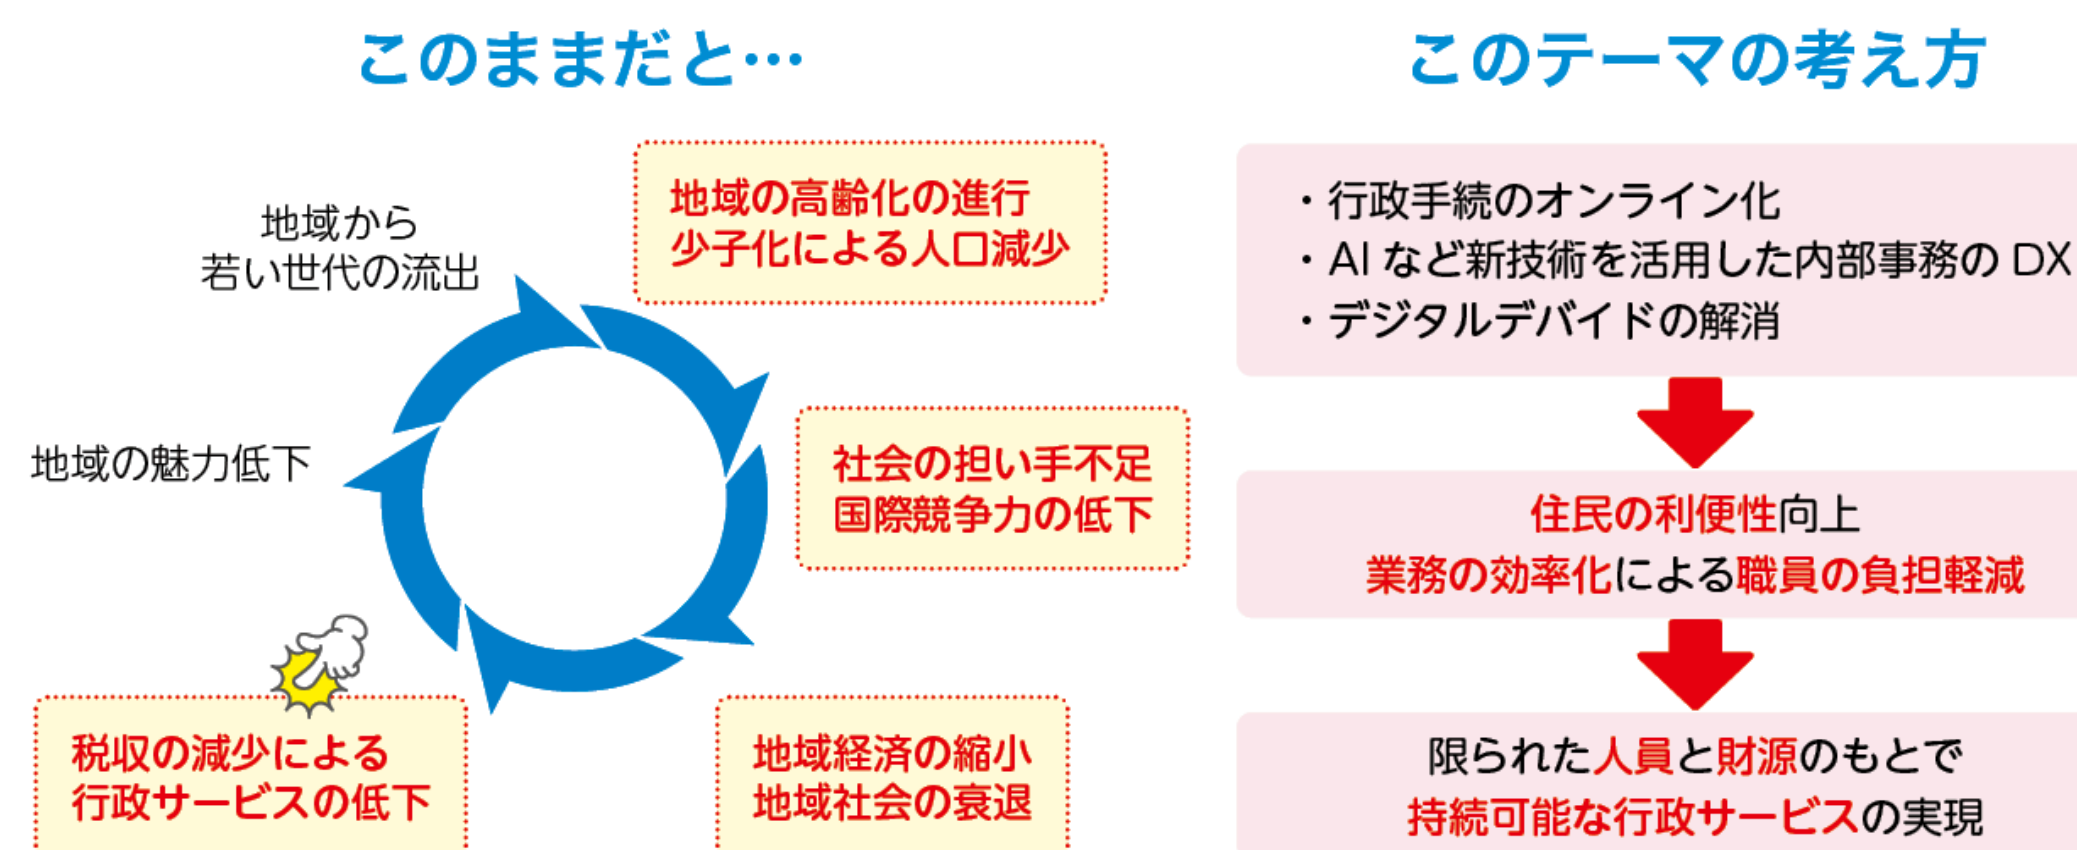 このままだと…
地域の高齢化の進行
少子化による人口減少
社会の担い手不足
国際競争力の低下
地域経済の縮小
地域社会の衰退
税収の減少による
行政サービスの低下
地域の魅力低下
地域から
若い世代の流出
このテーマの考え方
・行政手続のオンライン化
・AI など新技術を活用した内部事務の DX
・デジタルデバイドの解消
住民の利便性向上
業務の効率化による職員の負担軽減
限られた人員と財源のもとで
持続可能な行政サービスの実現